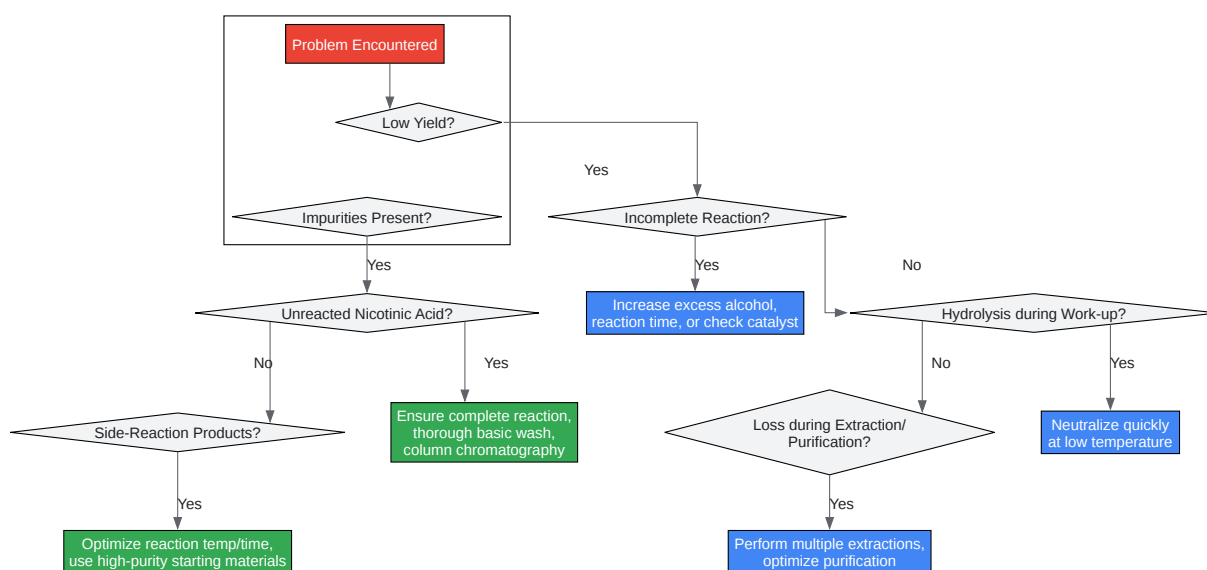 Problem Encountered
Low Yield?
Yes
Impurities Present?
Incomplete Reaction?
Yes
Yes
No
Increase excess alcohol,
reaction time, or check catalyst
Unreacted Nicotinic Acid?
Hydrolysis during Work-up?
No
Yes
No
Yes
Ensure complete reaction,
thorough basic wash,
column chromatography
Loss during Extraction/
Purification?
Neutralize quickly
at low temperature
Side-Reaction Products?
Yes
Yes
Optimize reaction temp/time,
use high-purity starting materials
Perform multiple extractions,
optimize purification